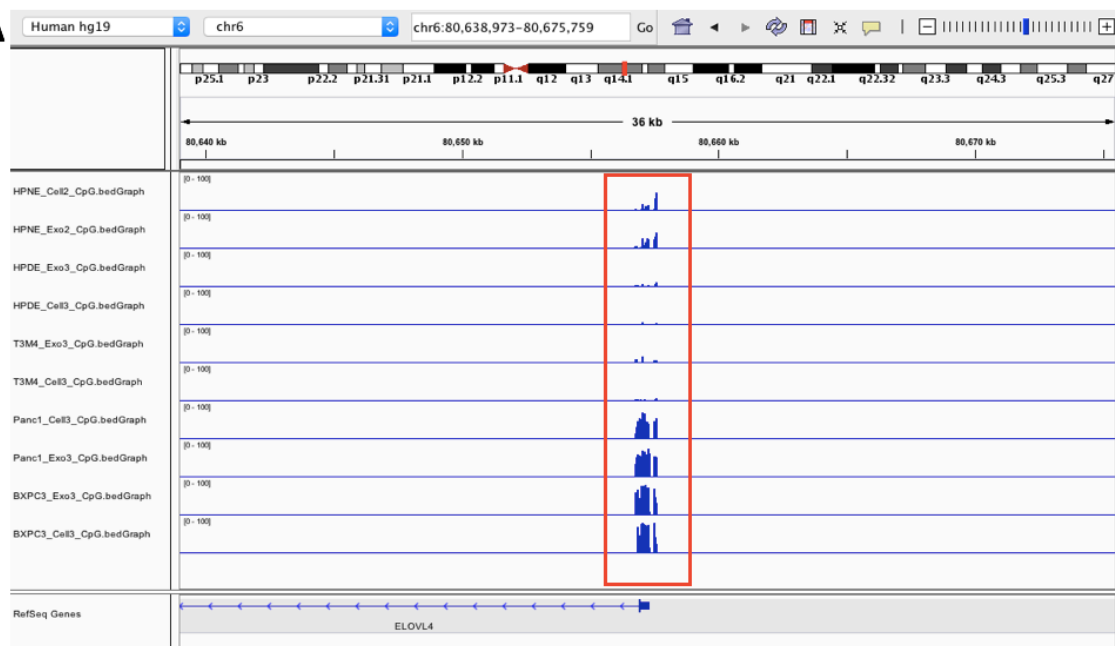 A
Human hg19 chr6 chr6:80,638,973-80,675,759 Go
p25.1 p23 p22.2 p21.31 p21.1 p12.2 p11.1 q12 q13 q14.1 q15 q16.2 q21 q22.1 q22.32 q23.3 q24.3 q25.3 q27
36 kb
80,640 kb 80,650 kb 80,660 kb 80,670 kb
[0 - 100]
HPNE_Cell2_CpG.bedGraph
[0 - 100]
HPNE_Exo2_CpG.bedGraph
[0 - 100]
HPDE_Exo3_CpG.bedGraph
[0 - 100]
HPDE_Cell3_CpG.bedGraph
[0 - 100]
T3M4_Exo3_CpG.bedGraph
[0 - 100]
T3M4_Cell3_CpG.bedGraph
[0 - 100]
Panc1_Cell3_CpG.bedGraph
[0 - 100]
Panc1_Exo3_CpG.bedGraph
[0 - 100]
BXPC3_Exo3_CpG.bedGraph
[0 - 100]
BXPC3_Cell3_CpG.bedGraph
RefSeq Genes
ELOVL4